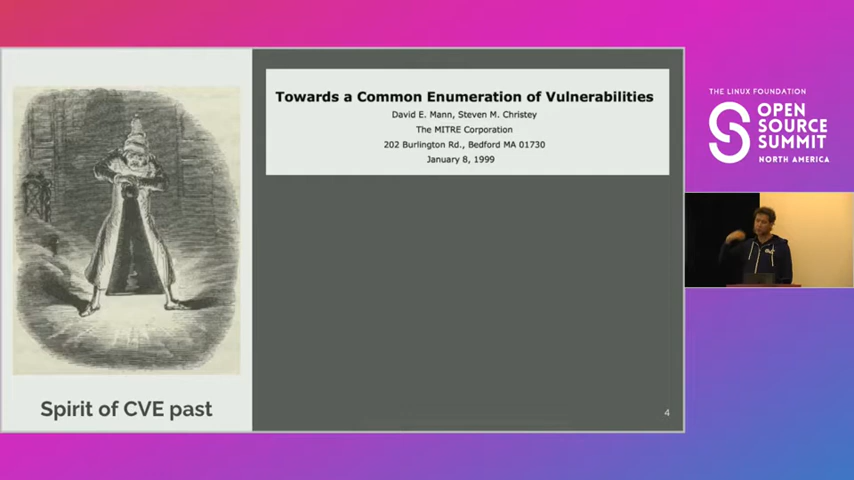 Towards a Common Enumeration of Vulnerabilities
David E. Mann, Steven M. Christey
The MITRE Corporation
202 Burlington Rd., Bedford MA 01730
January 8, 1999
Spirit of CVE past
4
THE LINUX FOUNDATION
OPEN
SOURCE
SUMMIT
NORTH AMERICA